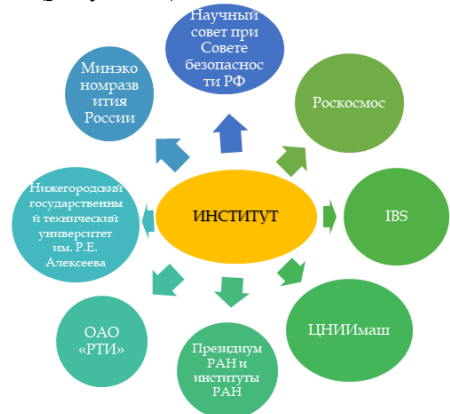 Научный
совет при
Совете
безопаснос
ти РФ
Минэко
номразв
ития
России
Роскосмос
Нижегородский
государственны
й технический
университет
им. Р.Е.
Алексеева
ИНСТИТУТ
IBS
ОАО
«РТИ»
Президиум
РАН и
институты
РАН
ЦНИИмаш